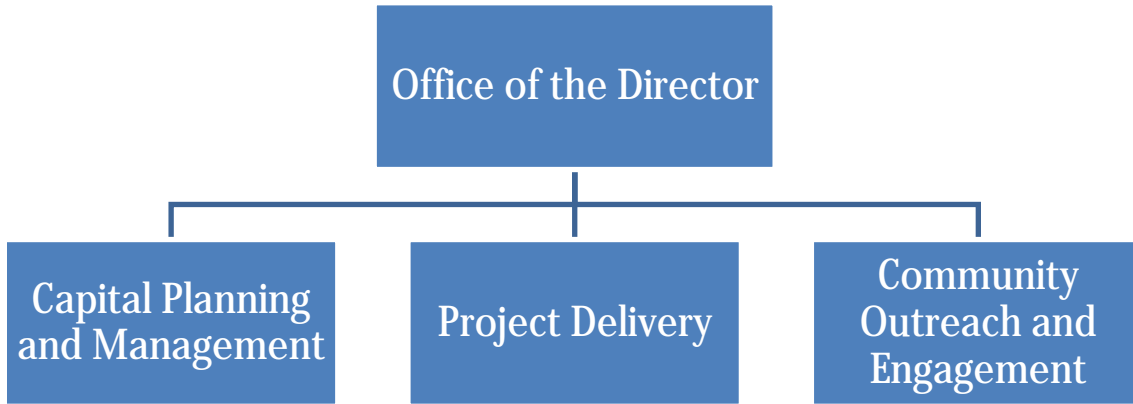 Office of the Director
Capital Planning
and Management
Project Delivery
Community
Outreach and
Engagement